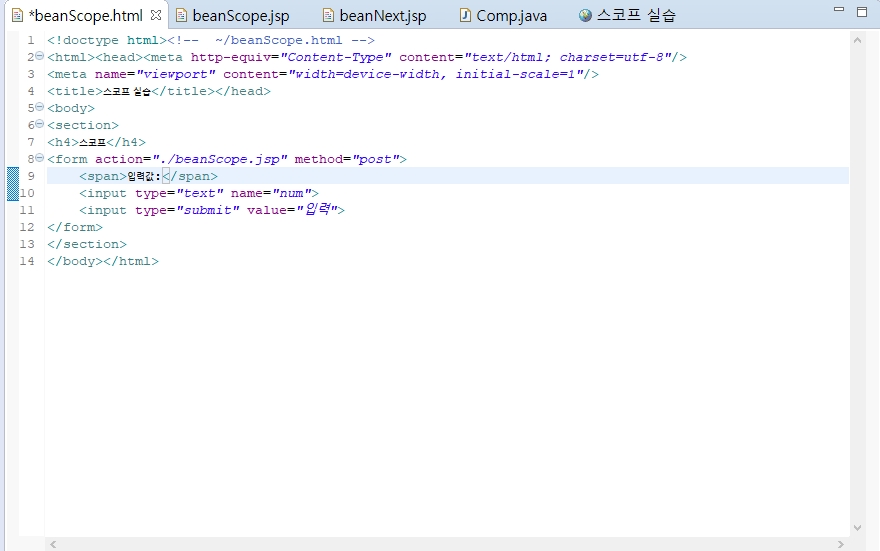 *beanScope.html beanScope.jsp beanNext.jsp Comp.java 스코프 실습
1 <!doctype html><!--  ~/beanScope.html -->
2 <html><head><meta http-equiv="Content-Type" content="text/html; charset=utf-8"/>
3 <meta name="viewport" content="width=device-width, initial-scale=1"/>
4 <title>스코프 실습</title></head>
5 <body>
6 <section>
7 <h4>스코프</h4>
8 <form action="./beanScope.jsp" method="post">
9     <span>입력값:</span>
10     <input type="text" name="num">
11     <input type="submit" value="입력">
12 </form>
13 </section>
14 </body></html>